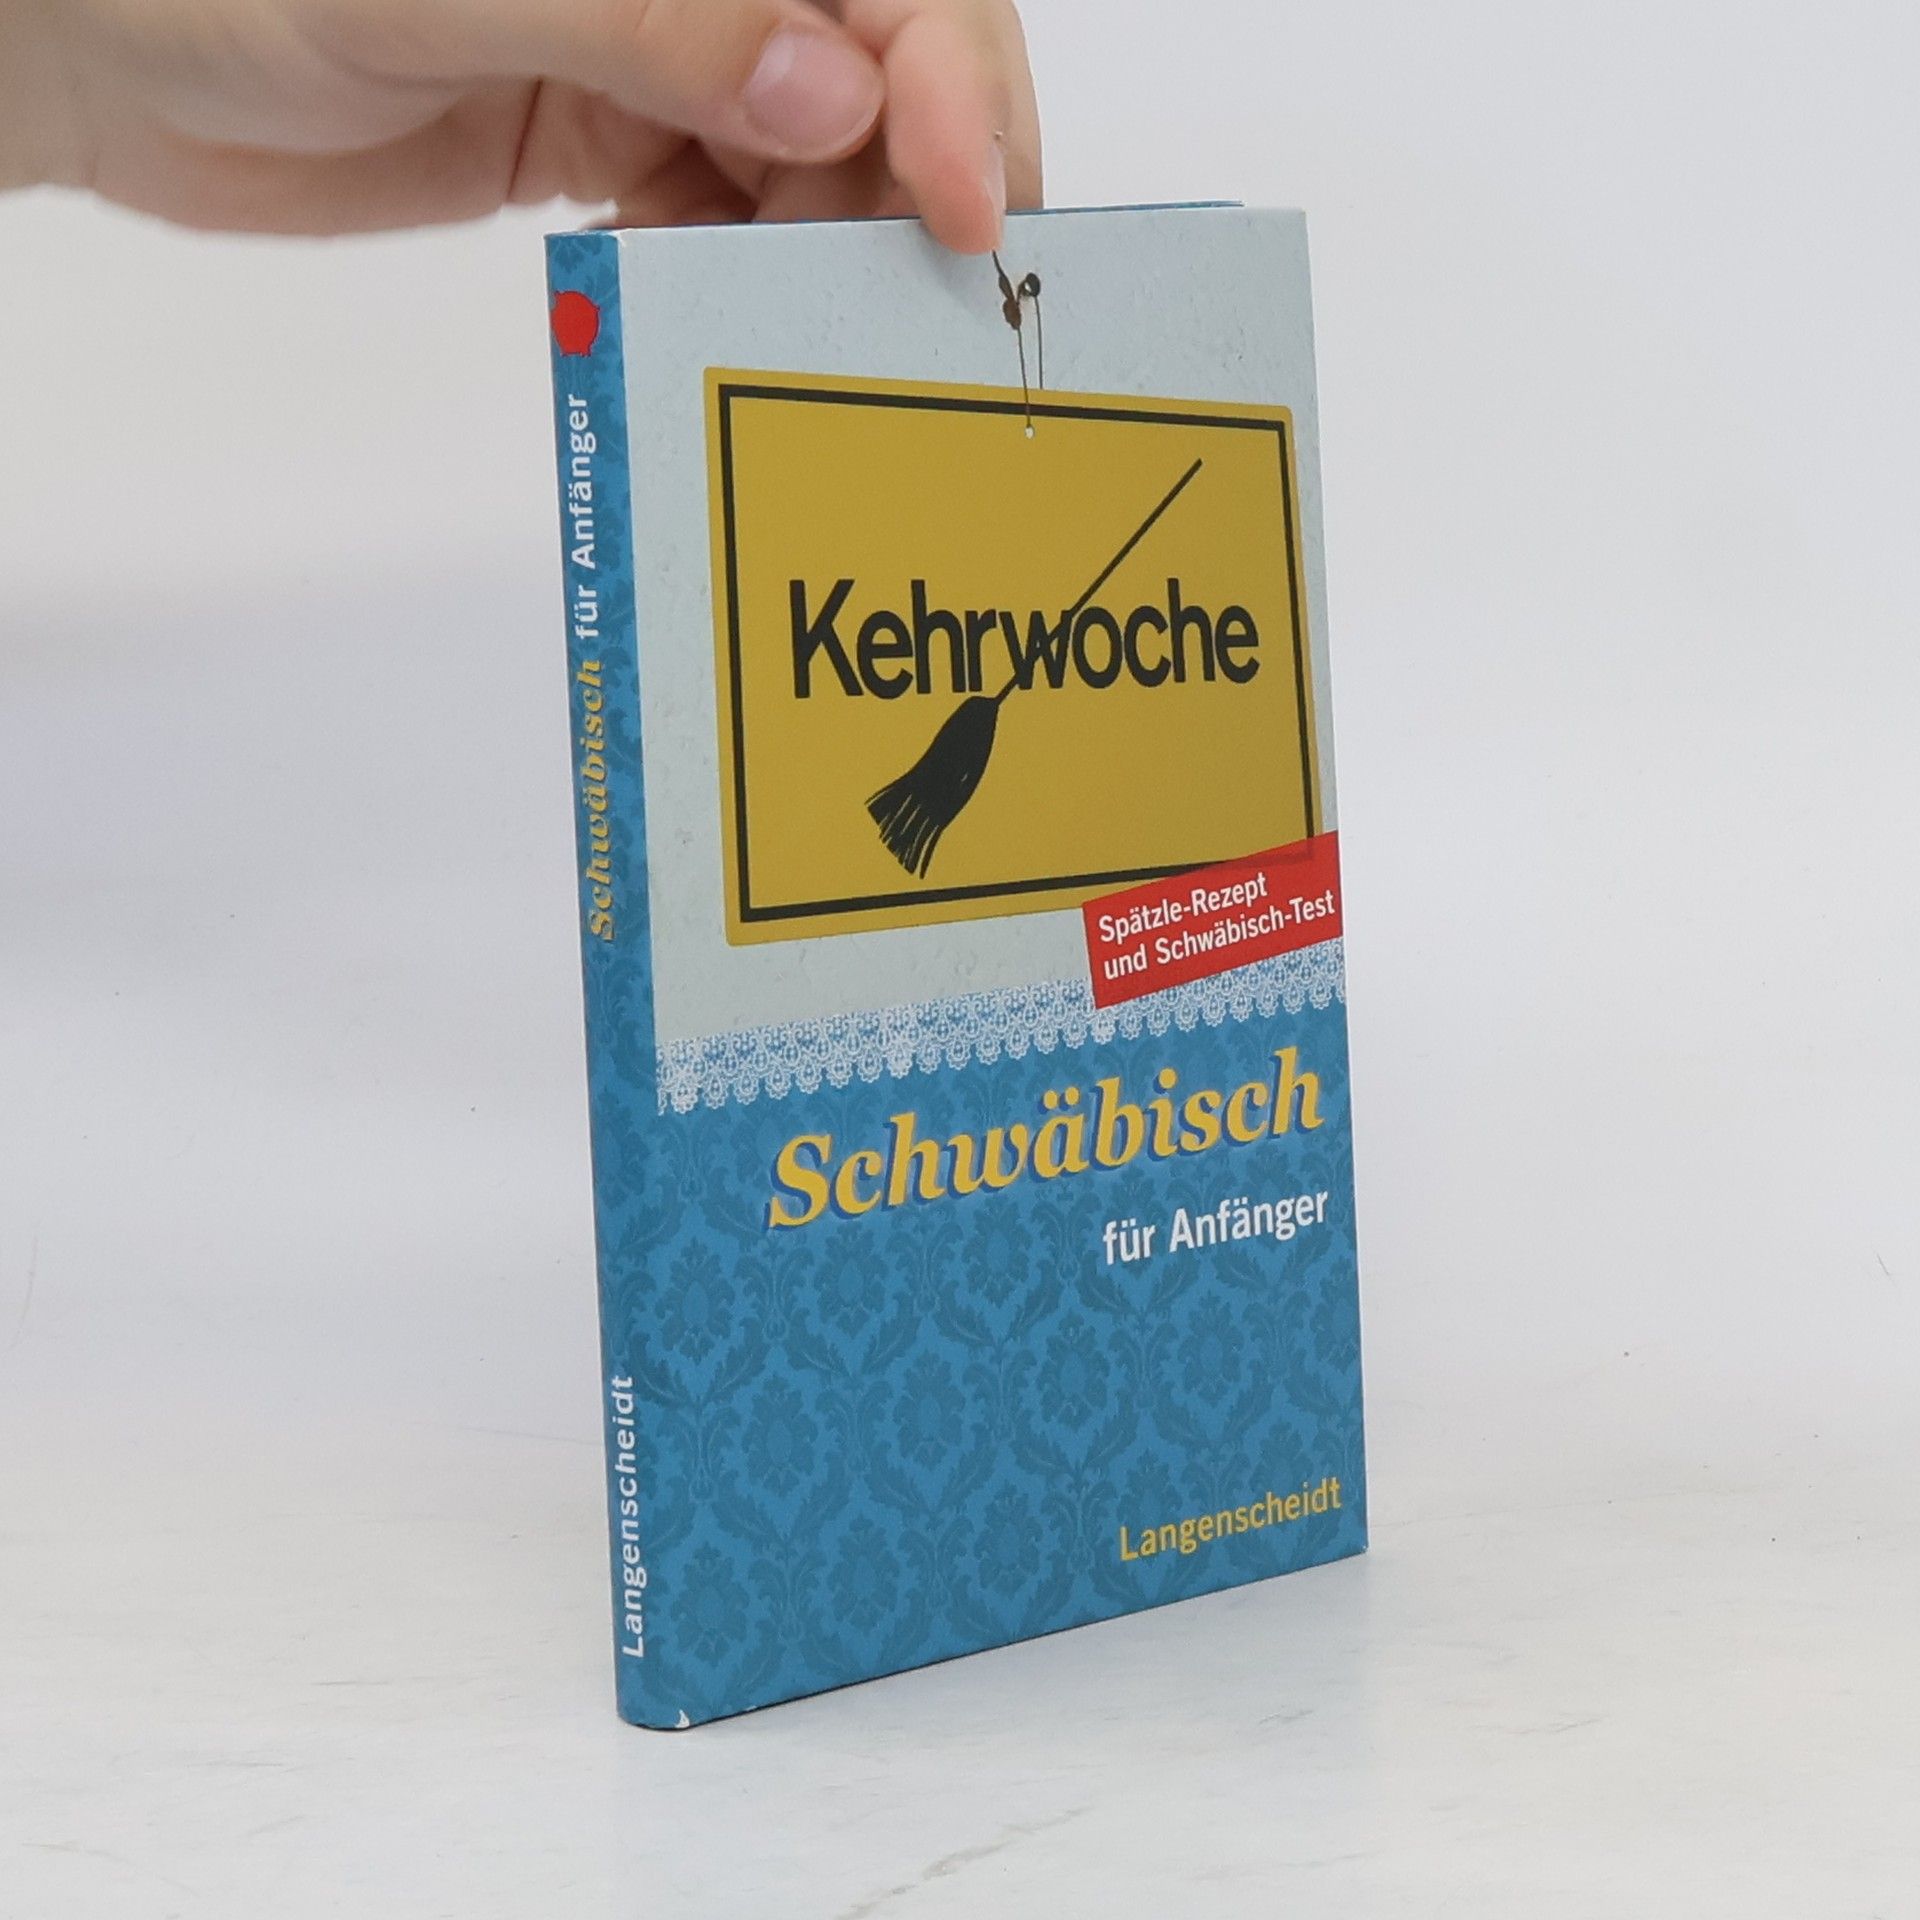 Schwäbisch für Anfänger
Langenscheidt
Kehrwoche
Spätzle-Rezept
und Schwäbisch-Test
Schwäbisch
für Anfänger
Langenscheidt